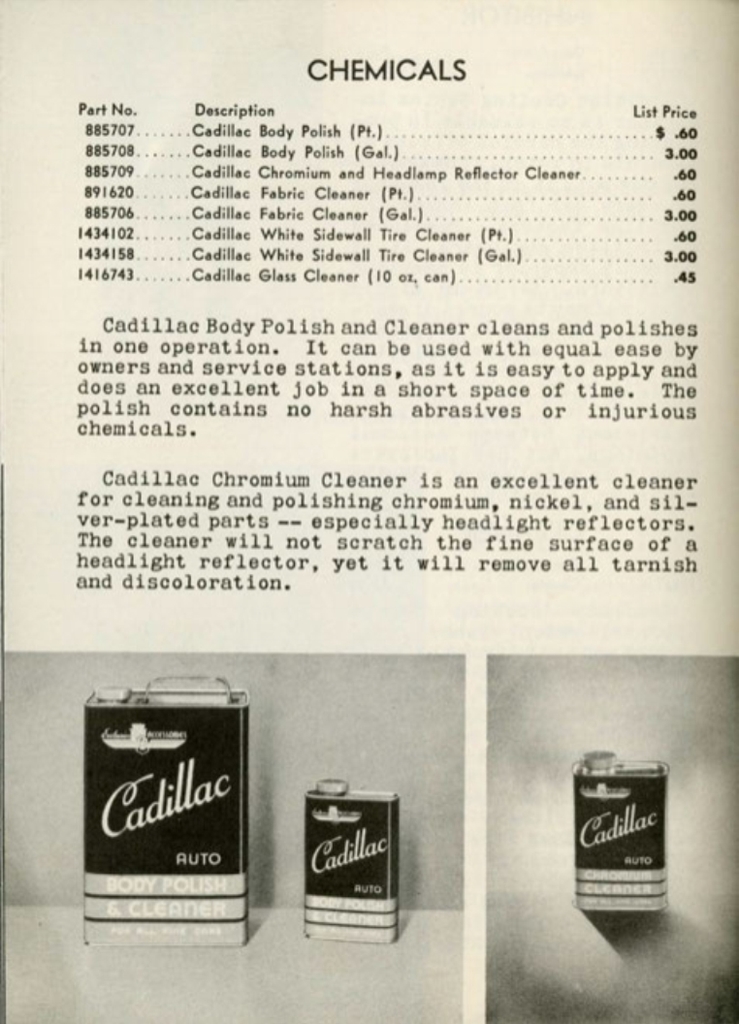 CHEMICALS
Part No. Description List Price
885707.......Cadillac Body Polish (Pt.)................................ $ .60
885708.......Cadillac Body Polish (Gal.)............................... 3.00
885709.......Cadillac Chromium and Headlamp Reflector Cleaner......... .60
891620.......Cadillac Fabric Cleaner (Pt.)............................. .60
885706.......Cadillac Fabric Cleaner (Gal.)............................ 3.00
1434102.......Cadillac White Sidewall Tire Cleaner (Pt.)................ .60
1434158.......Cadillac White Sidewall Tire Cleaner (Gal.)............... 3.00
1416743.......Cadillac Glass Cleaner (10 oz. can)....................... .45
Cadillac Body Polish and Cleaner cleans and polishes
in one operation. It can be used with equal ease by
owners and service stations, as it is easy to apply and
does an excellent job in a short space of time. The
polish contains no harsh abrasives or injurious
chemicals.
Cadillac Chromium Cleaner is an excellent cleaner
for cleaning and polishing chromium, nickel, and sil-
ver-plated parts -- especially headlight reflectors.
The cleaner will not scratch the fine surface of a
headlight reflector, yet it will remove all tarnish
and discoloration.
ACCESSORIES
Cadillac
AUTO
BODY POLISH
& CLEANER
FOR ALL FINE CARS
Cadillac
AUTO
BODY POLISH
& CLEANER
Cadillac
AUTO
CHROMIUM
CLEANER